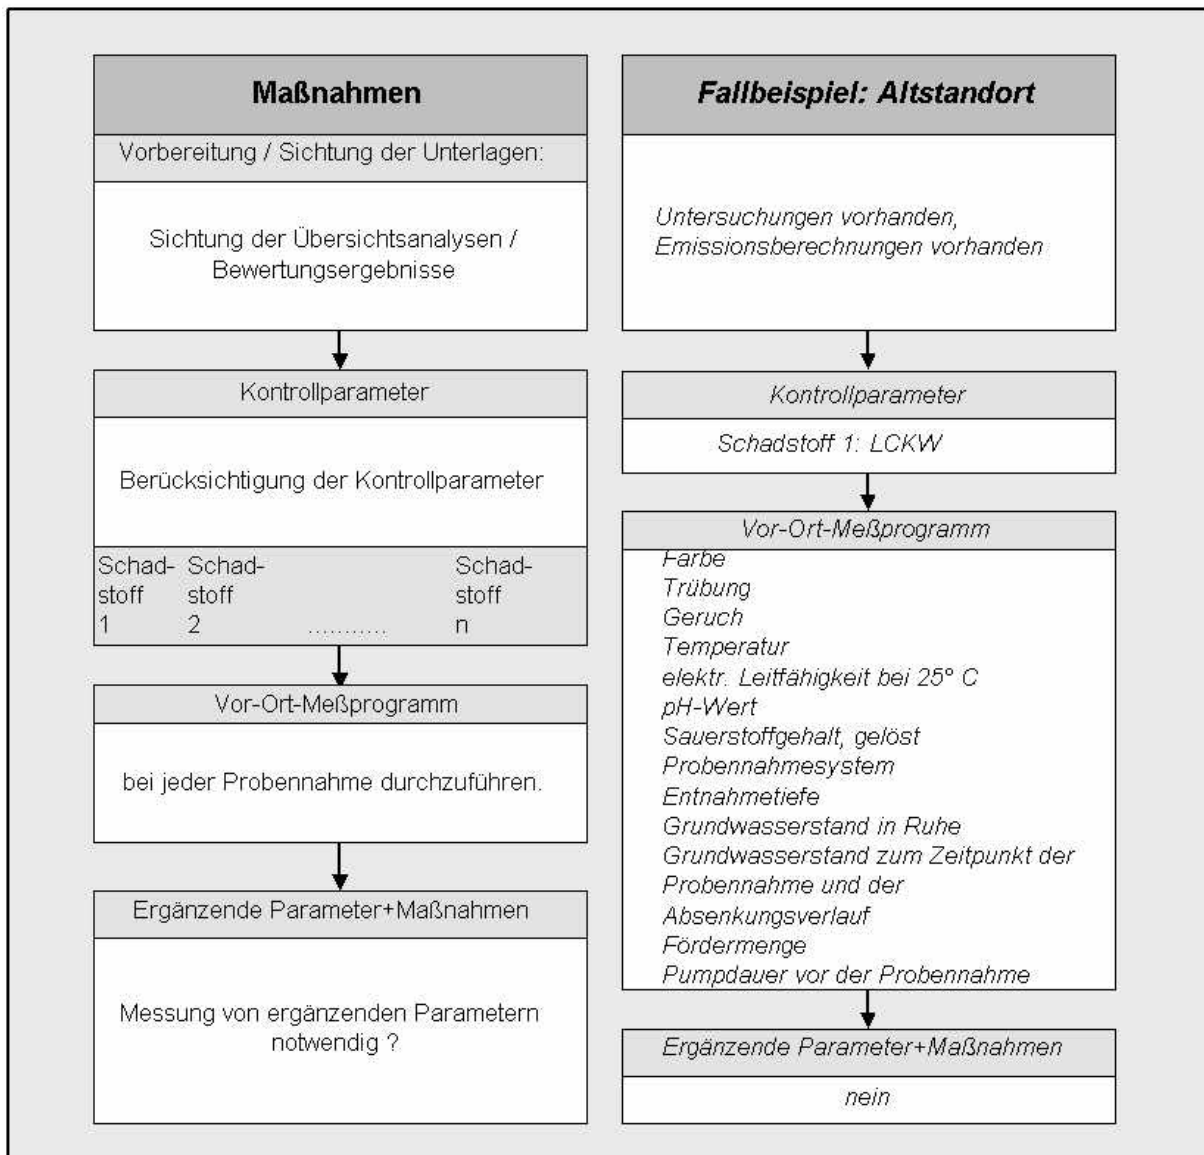 Maßnahmen
Vorbereitung / Sichtung der Unterlagen:
Sichtung der Übersichtsanalysen /
Bewertungsergebnisse
Kontrollparameter
Berücksichtigung der Kontrollparameter
Schad- Schad- Schad-
stoff stoff stoff
1 2 ........... n
Vor-Ort-Meßprogramm
bei jeder Probennahme durchzuführen.
Ergänzende Parameter+Maßnahmen
Messung von ergänzenden Parametern
notwendig ?
Fallbeispiel: Altstandort
Untersuchungen vorhanden,
Emissionsberechnungen vorhanden
Kontrollparameter
Schadstoff 1: LCKW
Vor-Ort-Meßprogramm
Farbe
Trübung
Geruch
Temperatur
elektr. Leitfähigkeit bei 25° C
pH-Wert
Sauerstoffgehalt, gelöst
Probennahmesystem
Entnahmetiefe
Grundwasserstand in Ruhe
Grundwasserstand zum Zeitpunkt der
Probennahme und der
Absenkungsverlauf
Fördermenge
Pumpdauer vor der Probennahme
Ergänzende Parameter+Maßnahmen
nein